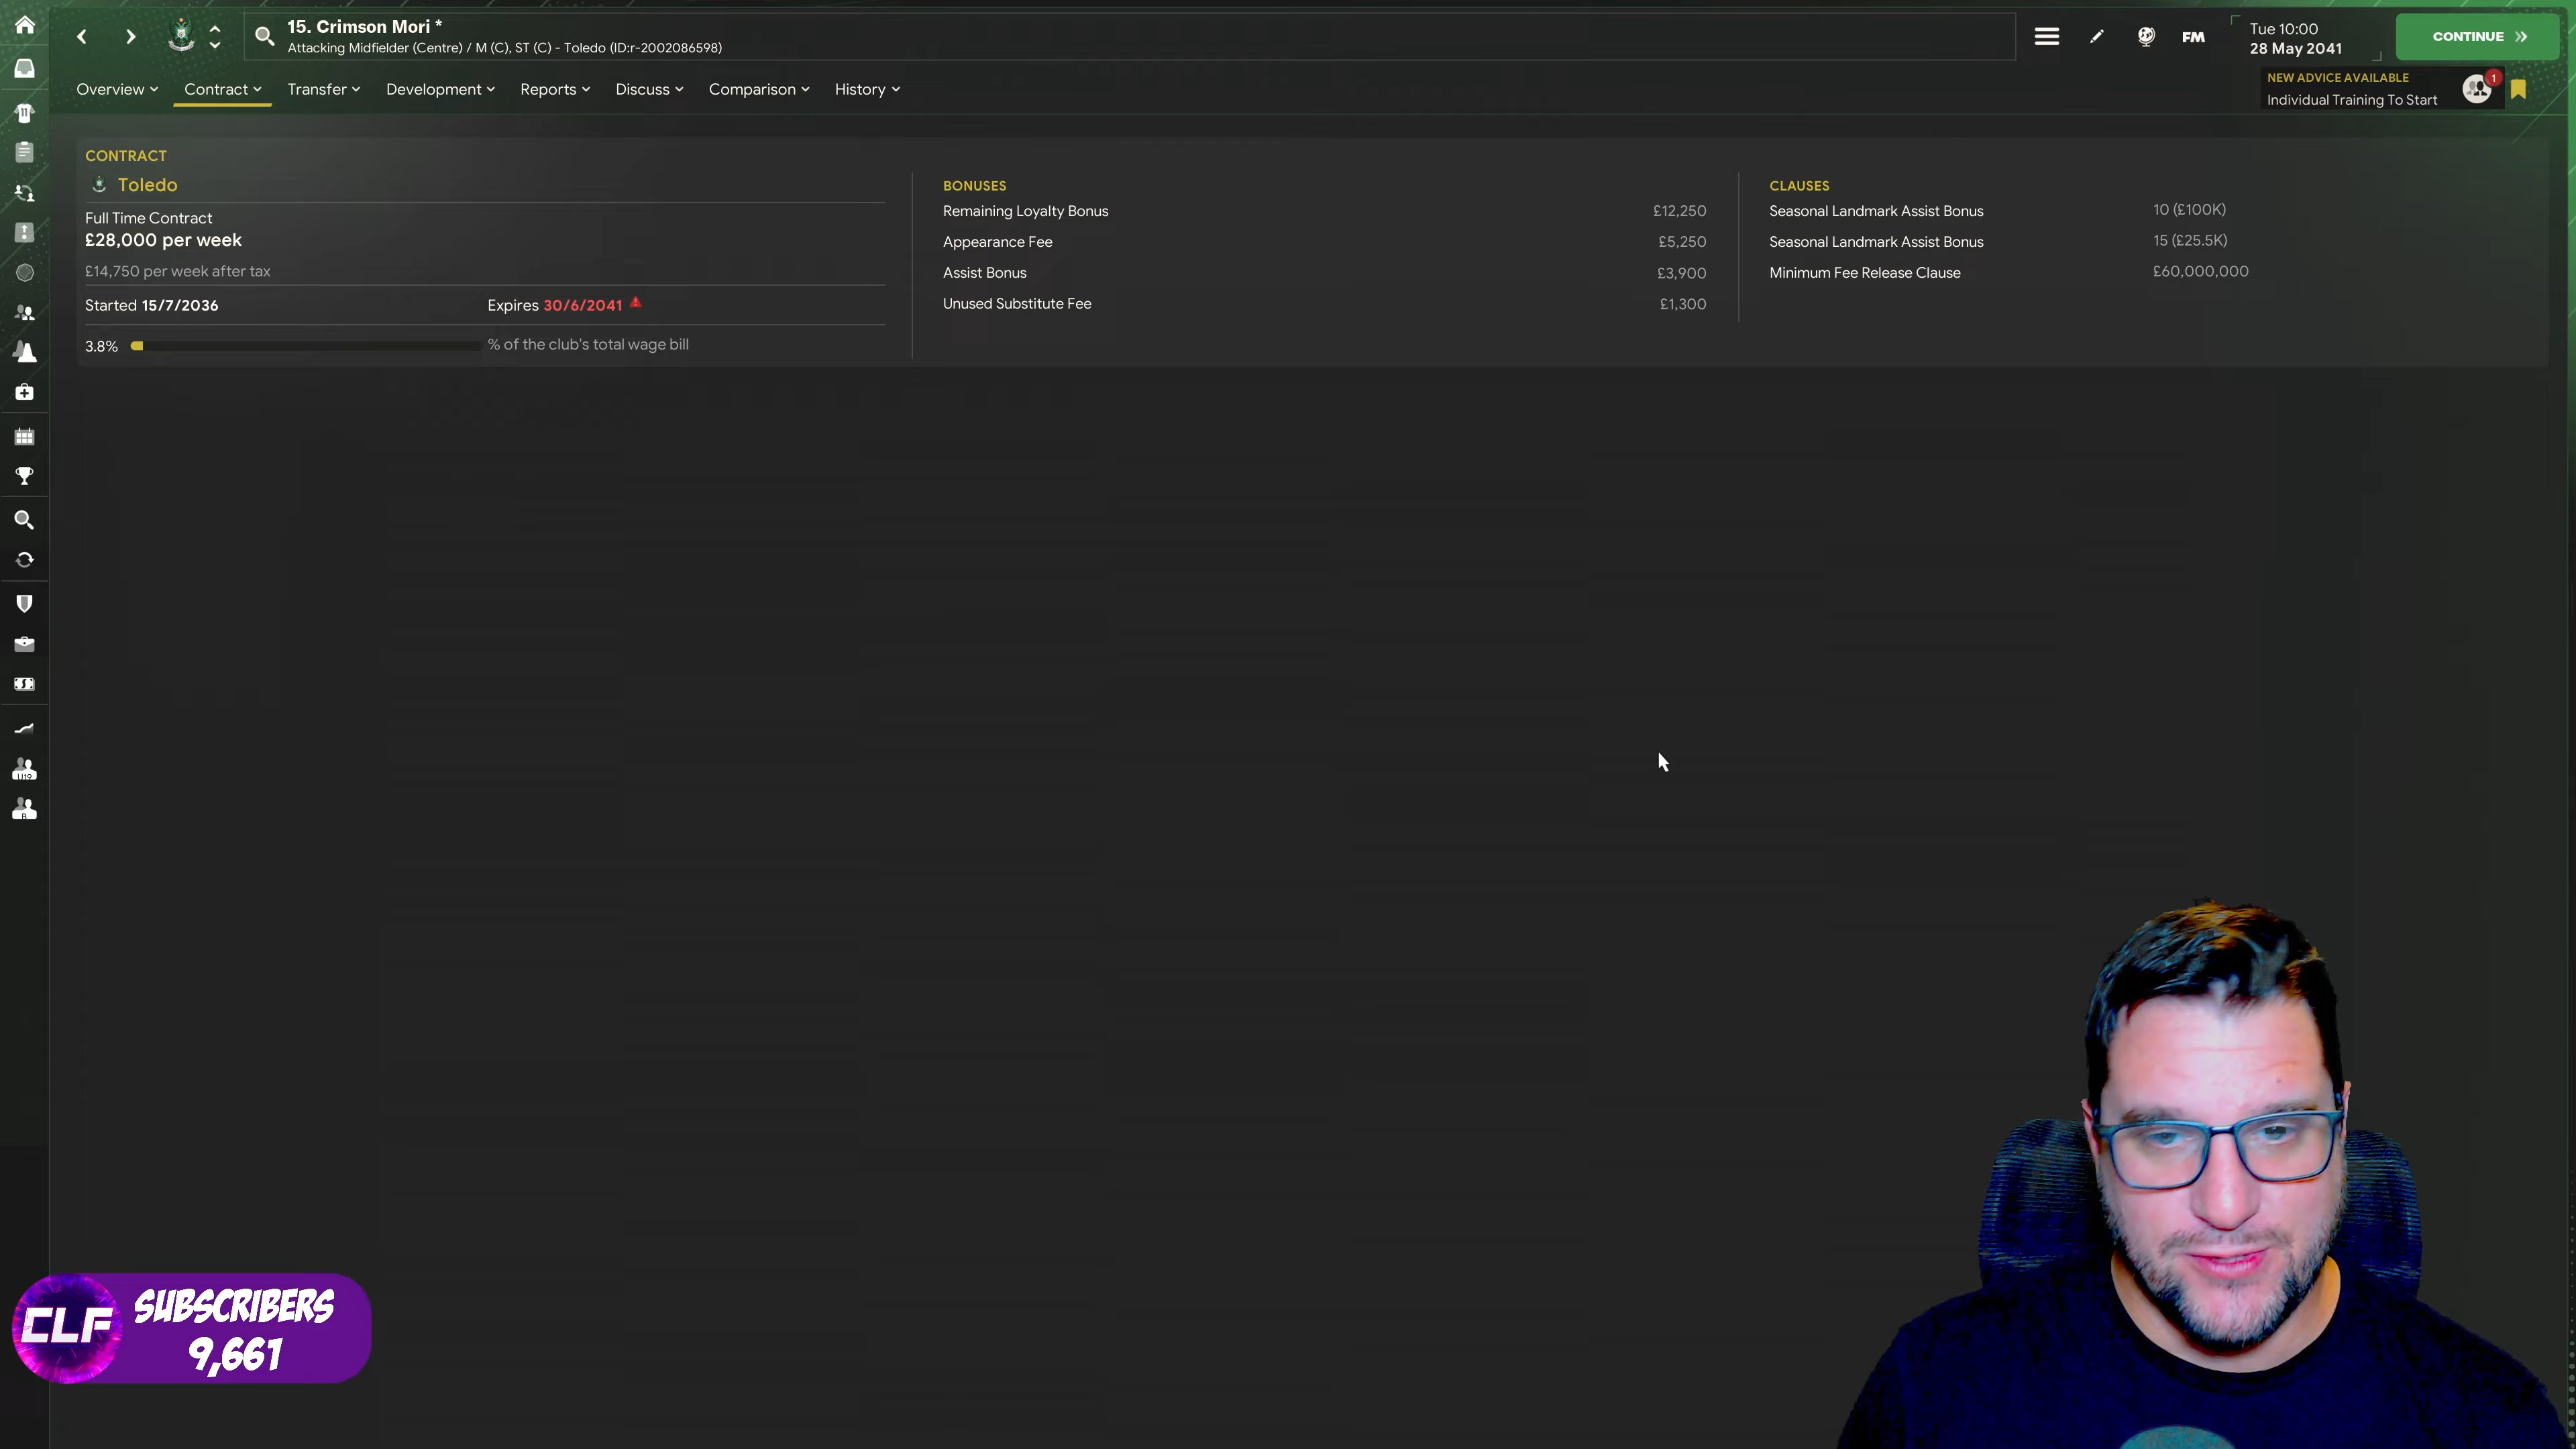 15. Crimson Mori *
Attacking Midfielder (Centre) / M (C), ST (C) - Toledo (ID:r-2002086598)
FM
Tue 10:00
28 May 2041
CONTINUE
Overview
Contract
Transfer
Development
Reports
Discuss
Comparison
History
NEW ADVICE AVAILABLE
Individual Training To Start
1
CONTRACT
Toledo
Full Time Contract
£28,000 per week
£14,750 per week after tax
Started 15/7/2036
Expires 30/6/2041
3.8%
% of the club's total wage bill
BONUSES
Remaining Loyalty Bonus £12,250
Appearance Fee £5,250
Assist Bonus £3,900
Unused Substitute Fee £1,300
CLAUSES
Seasonal Landmark Assist Bonus 10 (£100K)
Seasonal Landmark Assist Bonus 15 (£25.5K)
Minimum Fee Release Clause £60,000,000
11
U19
B
CLF
SUBSCRIBERS
9,661